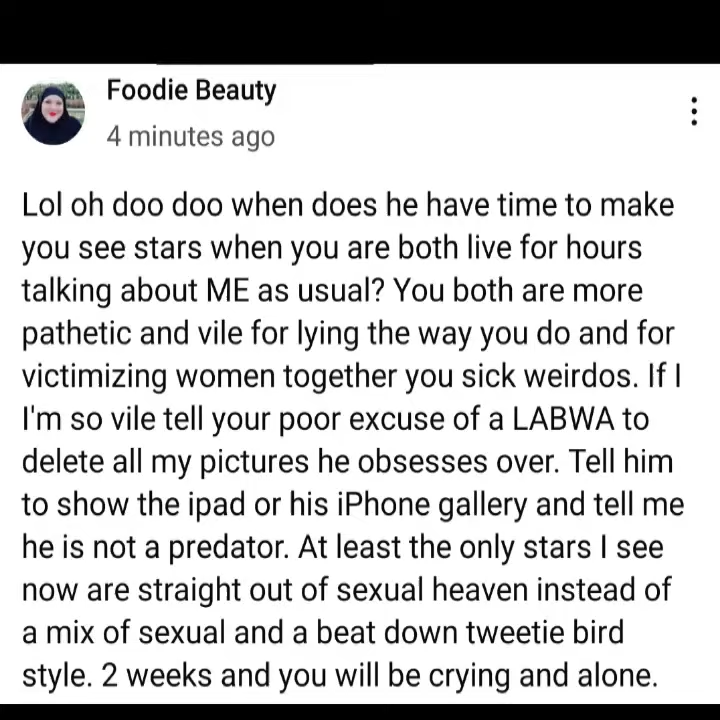 Foodie Beauty
4 minutes ago
Lol oh doo doo when does he have time to make
you see stars when you are both live for hours
talking about ME as usual? You both are more
pathetic and vile for lying the way you do and for
victimizing women together you sick weirdos. If I
I'm so vile tell your poor excuse of a LABWA to
delete all my pictures he obsesses over. Tell him
to show the ipad or his iPhone gallery and tell me
he is not a predator. At least the only stars I see
now are straight out of sexual heaven instead of
a mix of sexual and a beat down tweetie bird
style. 2 weeks and you will be crying and alone.